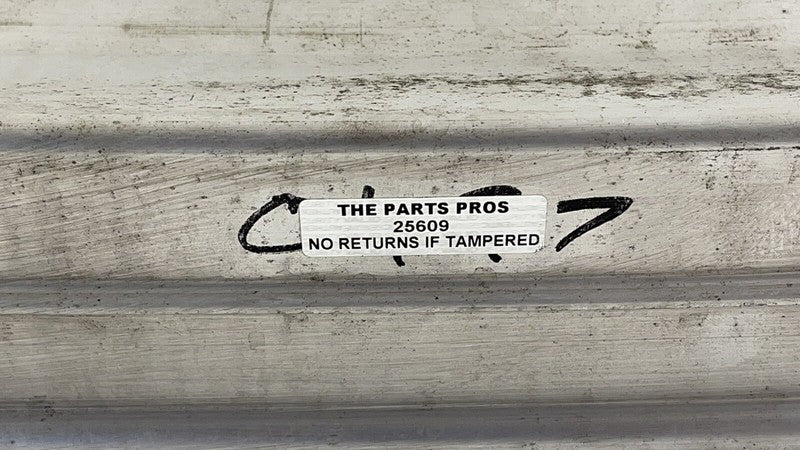 THE PARTS PROS
25609
NO RETURNS IF TAMPERED